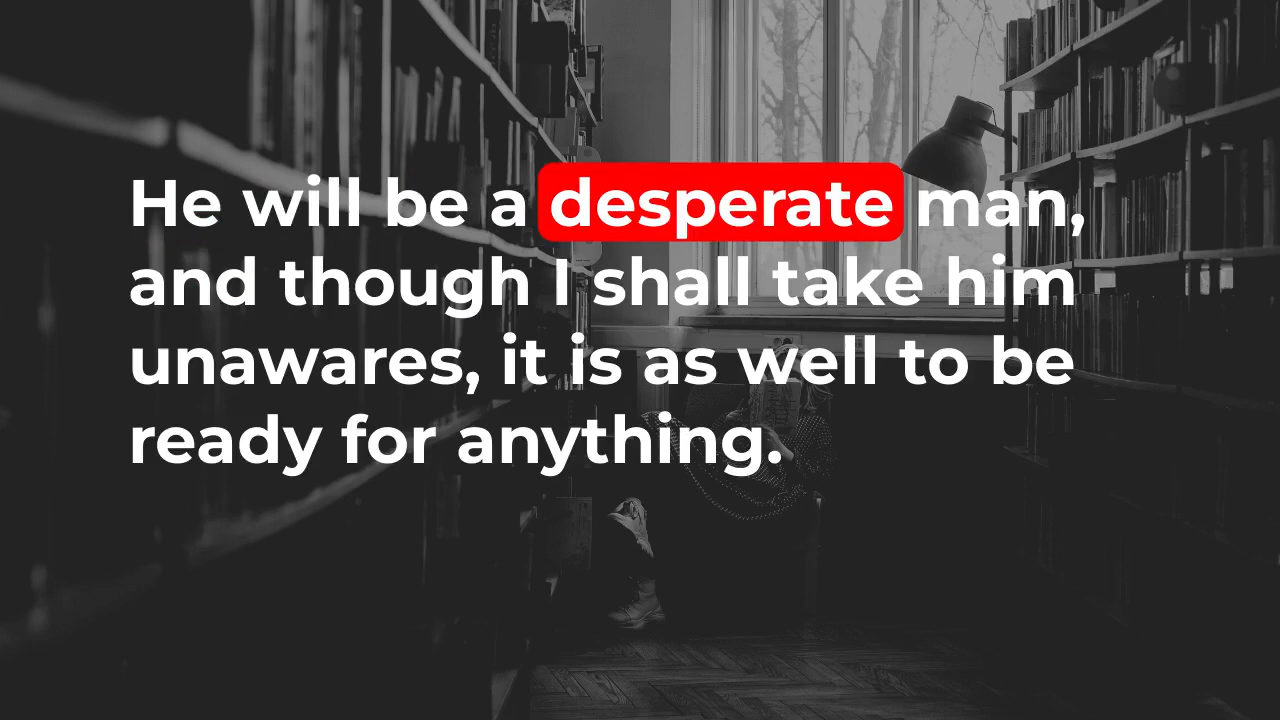 He will be a desperate man,
and though I shall take him
unawares, it is as well to be
ready for anything.